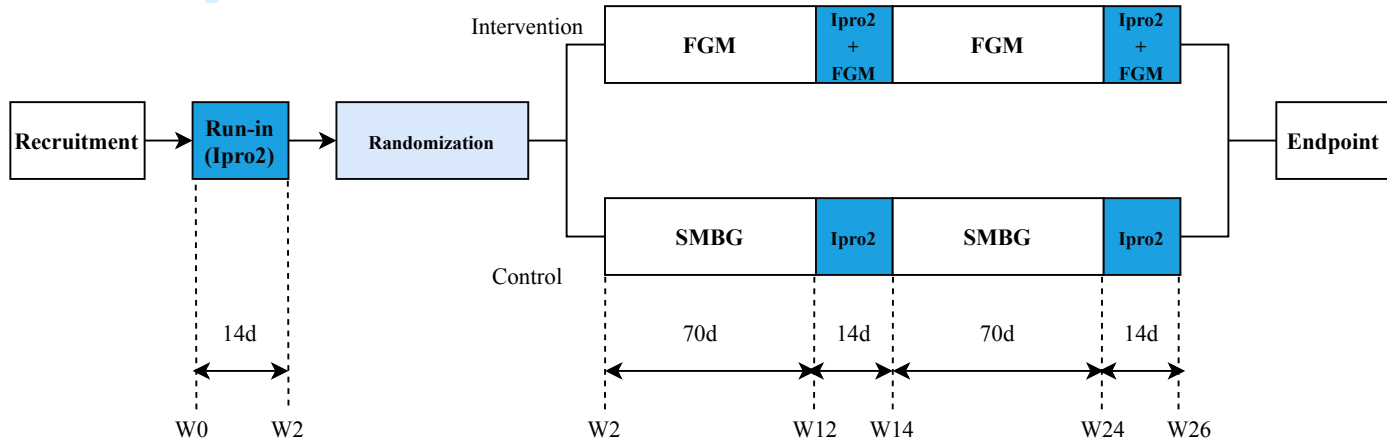 Intervention
FGM
Ipro2
+
FGM
FGM
Ipro2
+
FGM
Recruitment
Run-in
(Ipro2)
Randomization
Endpoint
SMBG
Ipro2
SMBG
Ipro2
Control
14d
70d
14d
70d
14d
W0
W2
W2
W12
W14
W24
W26